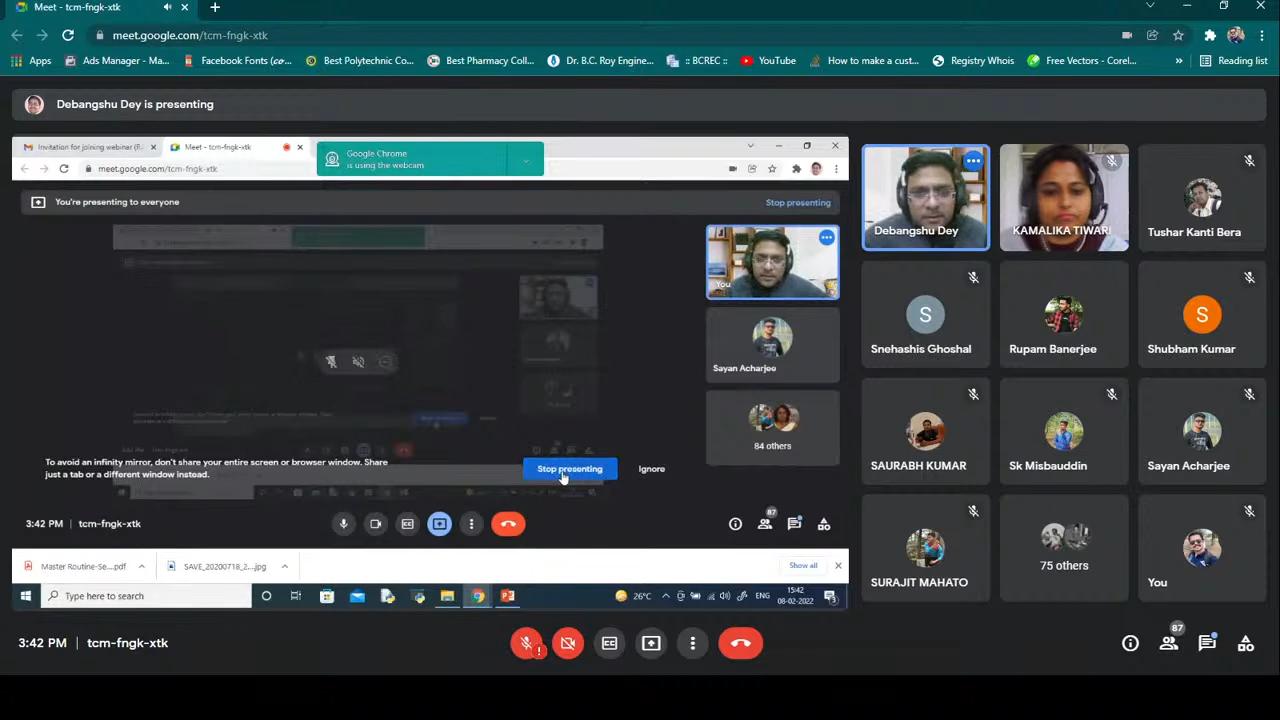 Meet - tcm-fngk-xtk
meet.google.com/tcm-fngk-xtk
Apps
Ads Manager - Ma...
Facebook Fonts
Best Polytechnic Co...
Best Pharmacy Coll...
Dr. B.C. Roy Engine...
:: BCREC ::
YouTube
How to make a cust...
Registry Whois
Free Vectors - Corel...
»
Reading list
Debangshu Dey is presenting
Invitation for joining webinar (
Meet - tcm-fngk-xtk
Google Chrome
is using the webcam
meet.google.com/tcm-fngk-xtk
You're presenting to everyone
Stop presenting
You
Sayan Acharjee
84 others
To avoid an infinity mirror, don't share your entire screen or browser window. Share
just a tab or a different window instead.
Stop presenting
Ignore
3:42 PM | tcm-fngk-xtk
87
Master Routine-Se....pdf
SAVE_20200718_2....jpg
Show all
Type here to search
26°C
ENG
15:42
08-02-2022
3
Debangshu Dey
KAMALIKA TIWARI
Tushar Kanti Bera
S
Snehashis Ghoshal
Rupam Banerjee
S
Shubham Kumar
SAURABH KUMAR
Sk Misbauddin
Sayan Acharjee
SURAJIT MAHATO
75 others
You
3:42 PM | tcm-fngk-xtk
!
87